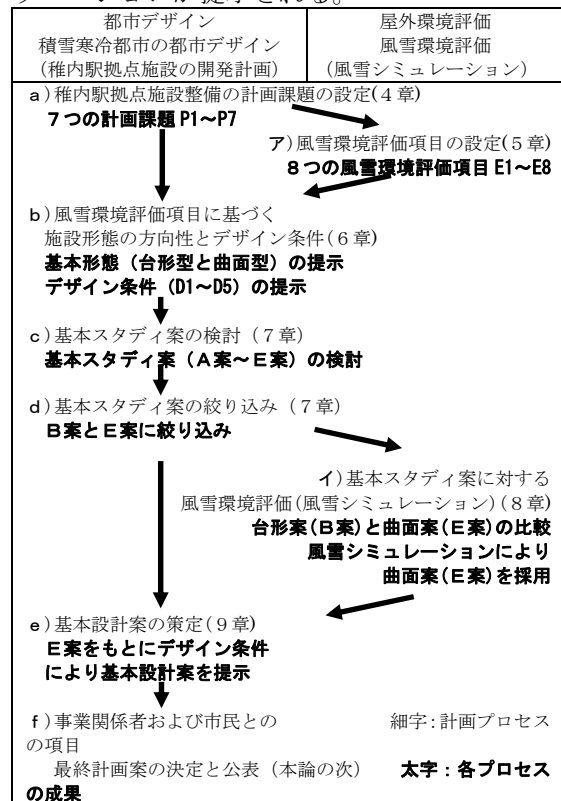 都市デザイン
積雪寒冷都市の都市デザイン
(稚内駅拠点施設の開発計画)
屋外環境評価
風雪環境評価
(風雪シミュレーション)
a)稚内駅拠点施設整備の計画課題の設定(4章)
7つの計画課題 P1~P7
ア)風雪環境評価項目の設定(5章)
8つの風雪環境評価項目 E1~E8
b)風雪環境評価項目に基づく
施設形態の方向性とデザイン条件(6章)
基本形態(台形型と曲面型)の提示
デザイン条件(D1~D5)の提示
c)基本スタディ案の検討(7章)
基本スタディ案(A案~E案)の検討
d)基本スタディ案の絞り込み(7章)
B案とE案に絞り込み
イ)基本スタディ案に対する
風雪環境評価(風雪シミュレーション)(8章)
台形案(B案)と曲面案(E案)の比較
風雪シミュレーションにより
曲面案(E案)を採用
e)基本設計案の策定(9章)
E案をもとにデザイン条件
により基本設計案を提示
f)事業関係者および市民との 細字:計画プロセス
の項目
最終計画案の決定と公表(本論の次) 太字:各プロセス
の成果